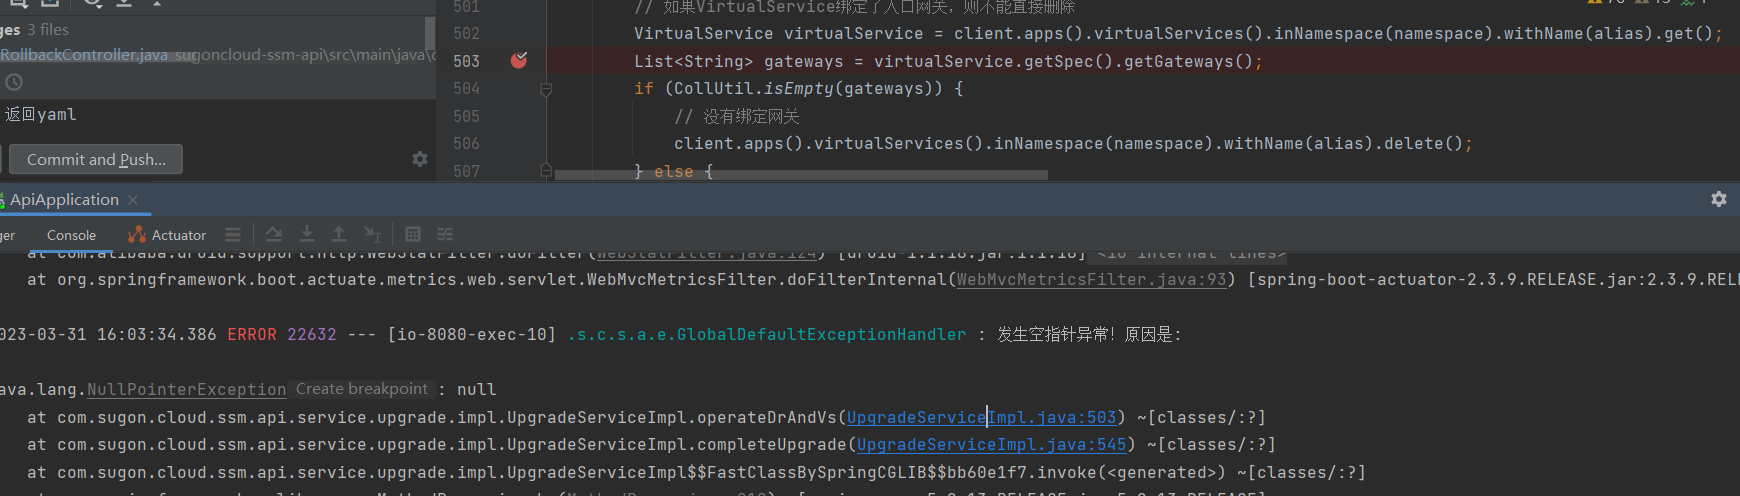 501 // 如果VirtualService绑定了入口网关，则不能直接删除
ges 3 files
502 VirtualService virtualService = client.apps().virtualServices().inNamespace(namespace).withName(alias).get();
RollbackController.java sugoncloud-ssm-api\src\main\java\c
503 List<String> gateways = virtualService.getSpec().getGateways();
504 if (CollUtil.isEmpty(gateways)) {
返回yaml
505 // 没有绑定网关
506 client.apps().virtualServices().inNamespace(namespace).withName(alias).delete();
Commit and Push...
507 } else {
ApiApplication
ger Console Actuator
at com.alibaba.druid.support.http.WebStatFilter.doFilter(WebStatFilter.java:124) [druid-1.1.18.jar:1.1.18] <10 internal lines>
at org.springframework.boot.actuate.metrics.web.servlet.WebMvcMetricsFilter.doFilterInternal(WebMvcMetricsFilter.java:93) [spring-boot-actuator-2.3.9.RELEASE.jar:2.3.9.REL
023-03-31 16:03:34.386 ERROR 22632 --- [io-8080-exec-10] .s.c.s.a.e.GlobalDefaultExceptionHandler : 发生空指针异常！原因是:
ava.lang.NullPointerException Create breakpoint : null
at com.sugon.cloud.ssm.api.service.upgrade.impl.UpgradeServiceImpl.operateDrAndVs(UpgradeServiceImpl.java:503) ~[classes/:?]
at com.sugon.cloud.ssm.api.service.upgrade.impl.UpgradeServiceImpl.completeUpgrade(UpgradeServiceImpl.java:545) ~[classes/:?]
at com.sugon.cloud.ssm.api.service.upgrade.impl.UpgradeServiceImpl$$FastClassBySpringCGLIB$$bb60e1f7.invoke(<generated>) ~[classes/:?]